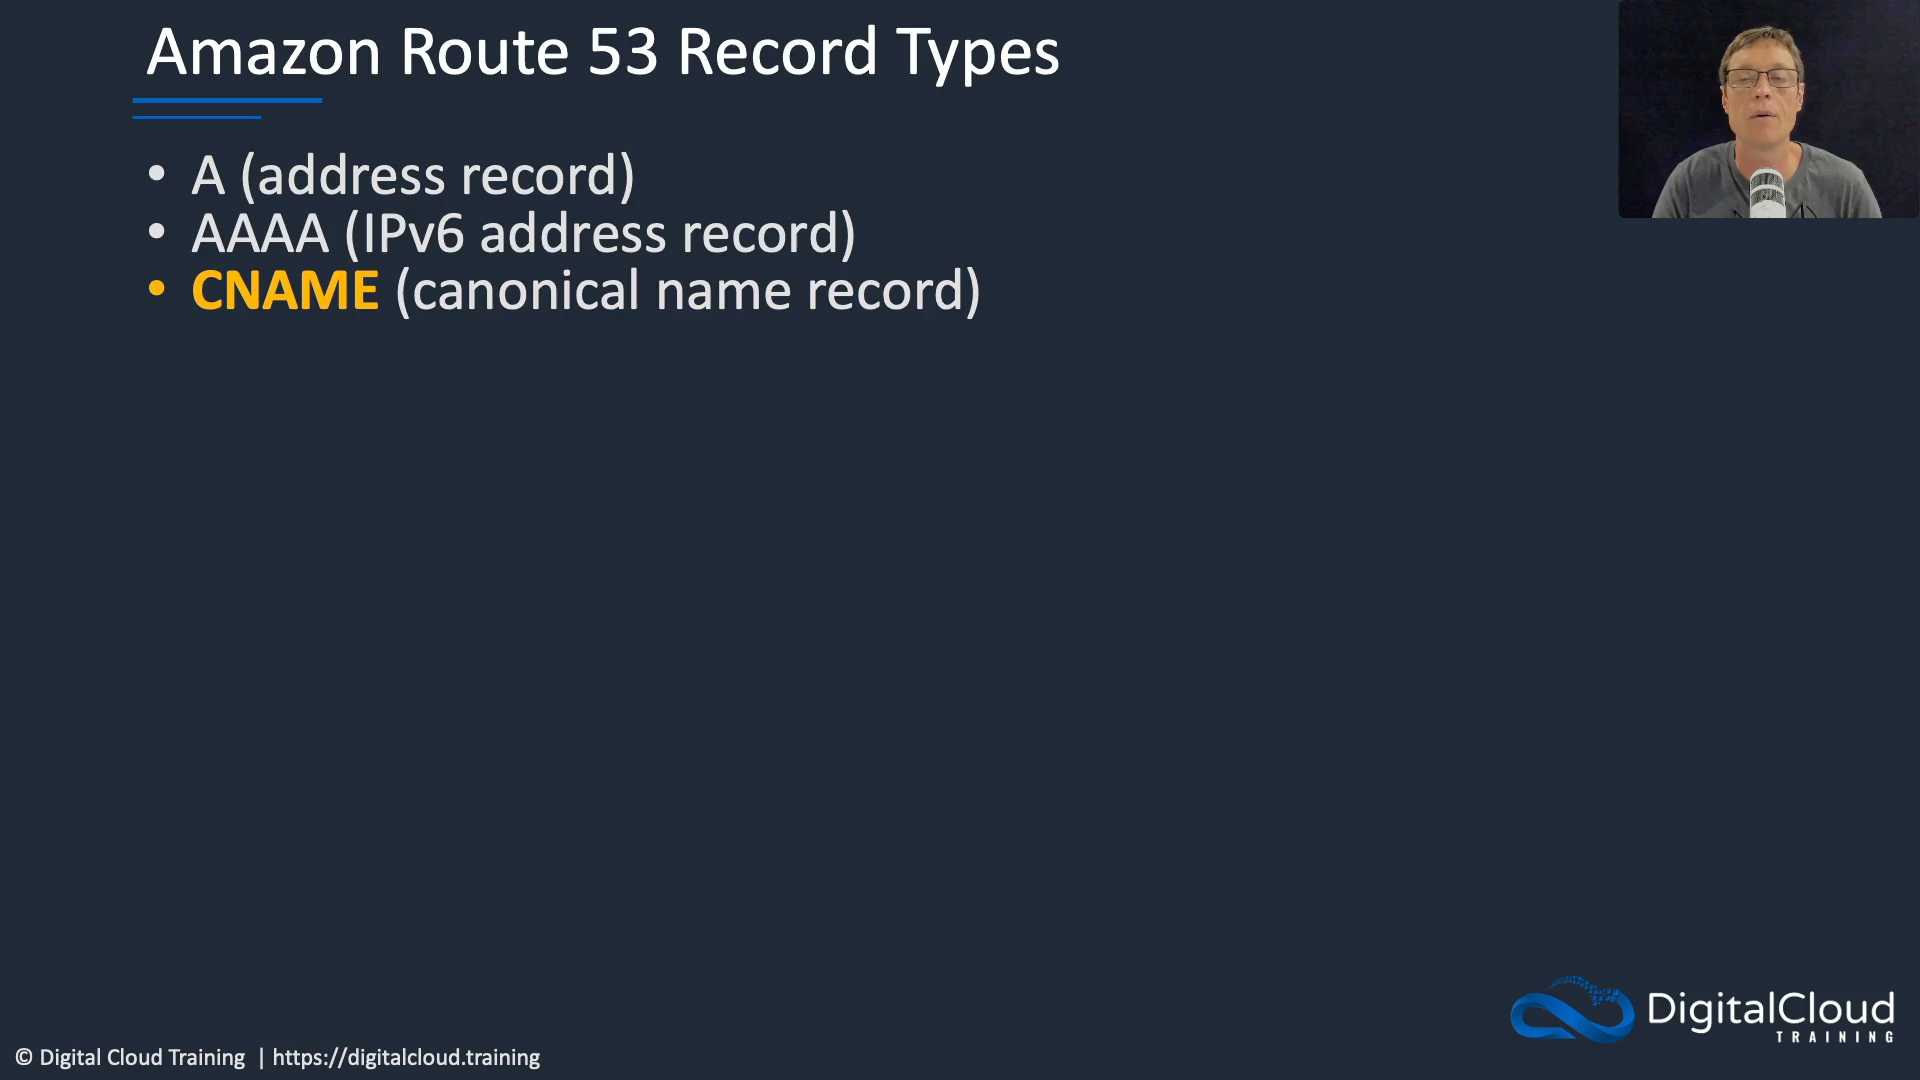 Amazon Route 53 Record Types
• A (address record)
• AAAA (IPv6 address record)
• CNAME (canonical name record)
DigitalCloud
TRAINING
© Digital Cloud Training | https://digitalcloud.training